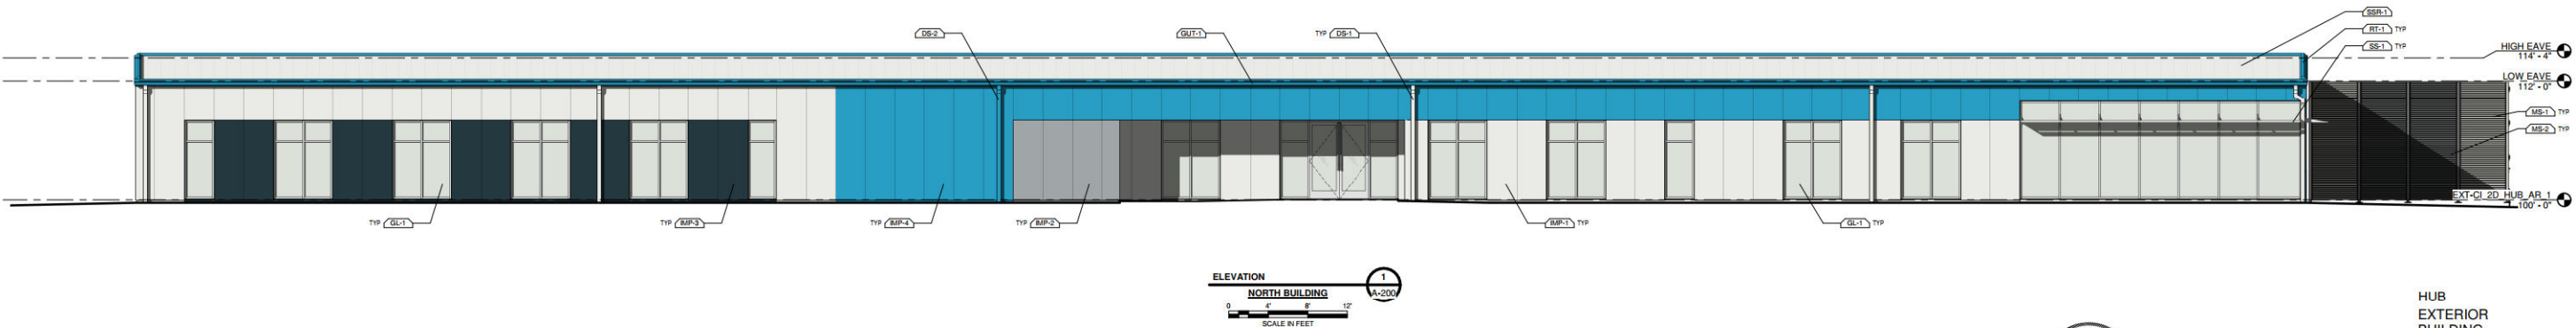 SSR-1
DS-2
GUT-1
TYP DS-1
RT-1 TYP
SS-1 TYP
HIGH EAVE
114' - 4"
LOW EAVE
112' - 0"
MS-1 TYP
MS-2 TYP
EXT-CI_2D_HUB_AR_1
100' - 0"
TYP GL-1
TYP IMP-3
TYP IMP-4
TYP IMP-2
IMP-1 TYP
GL-1 TYP
ELEVATION
1
NORTH BUILDING
A-200
0 4' 8' 12'
SCALE IN FEET
HUB
EXTERIOR
BUILDING